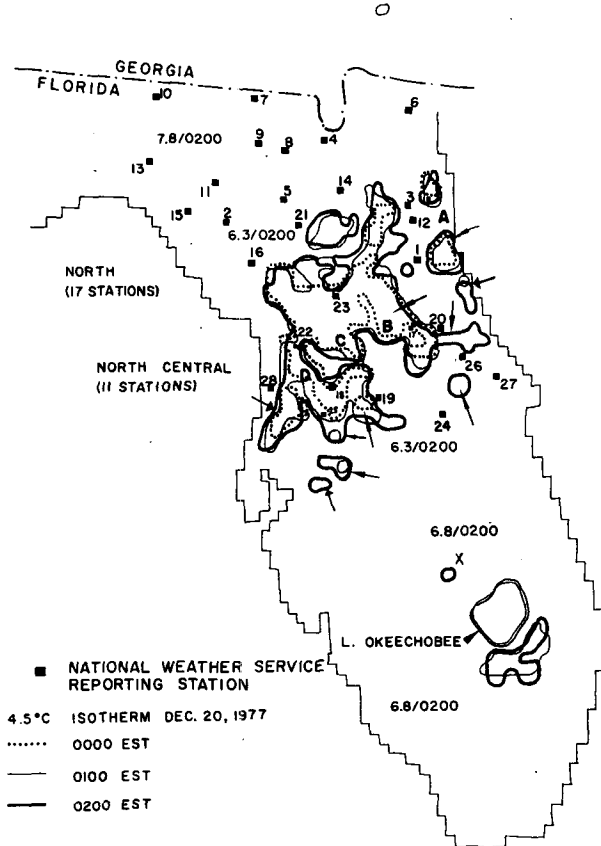 GEORGIA
FLORIDA
10
7
6
9
8
4
7.8/0200
13
11
14
5
3
A
15
2
21
12
6.3/0200
16
1
NORTH
(17 STATIONS)
23
B
20
22
C
NORTH CENTRAL
(11 STATIONS)
26
28
D
27
18
19
24
6.3/0200
6.8/0200
X
L. OKEECHOBEE
■ NATIONAL WEATHER SERVICE
REPORTING STATION
6.8/0200
4.5°C ISOTHERM DEC. 20, 1977
0000 EST
0100 EST
0200 EST